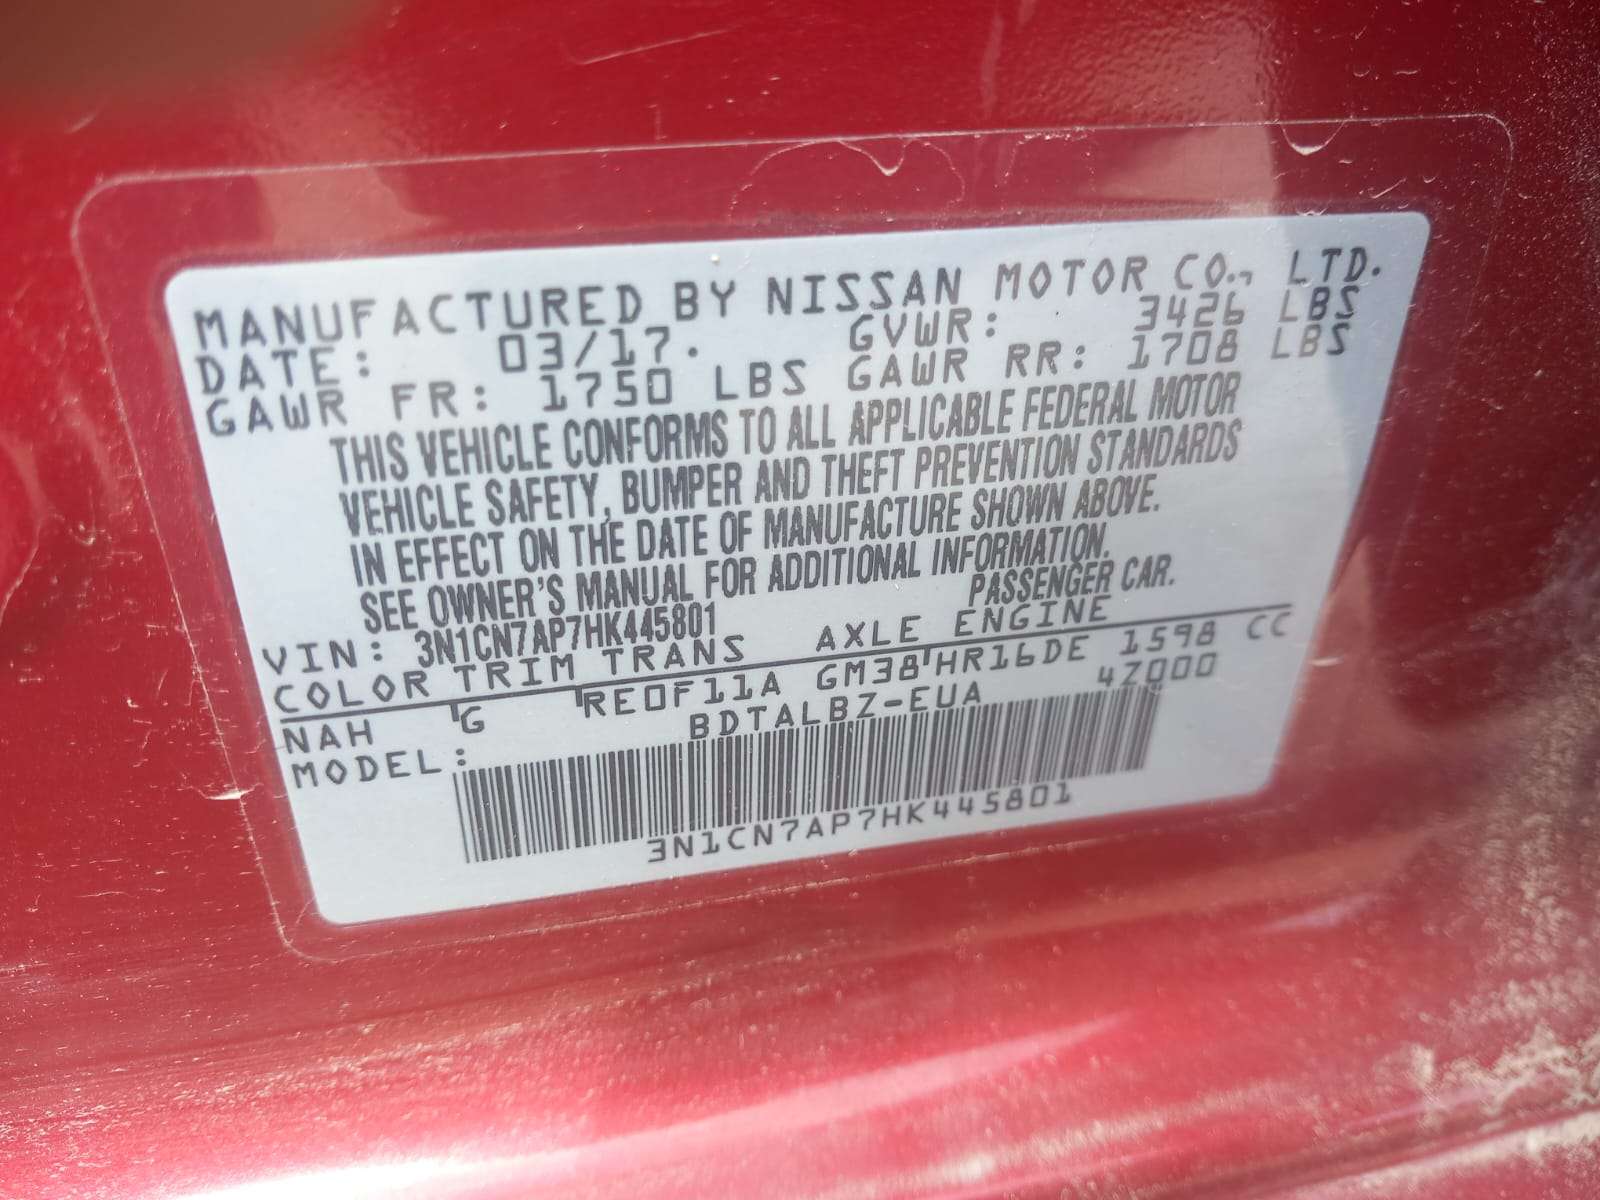 MANUFACTURED BY NISSAN MOTOR CO., LTD.
DATE: 03/17. GVWR: 3426 LBS
GAWR FR: 1750 LBS GAWR RR: 1708 LBS
THIS VEHICLE CONFORMS TO ALL APPLICABLE FEDERAL MOTOR
VEHICLE SAFETY, BUMPER AND THEFT PREVENTION STANDARDS
IN EFFECT ON THE DATE OF MANUFACTURE SHOWN ABOVE.
SEE OWNER'S MANUAL FOR ADDITIONAL INFORMATION.
VIN: 3N1CN7AP7HK445801 PASSENGER CAR.
COLOR TRIM TRANS AXLE ENGINE
NAH G RE0F11A GM38 HR16DE 1598 CC
MODEL: BDTALBZ-EUA 4Z000
3N1CN7AP7HK445801